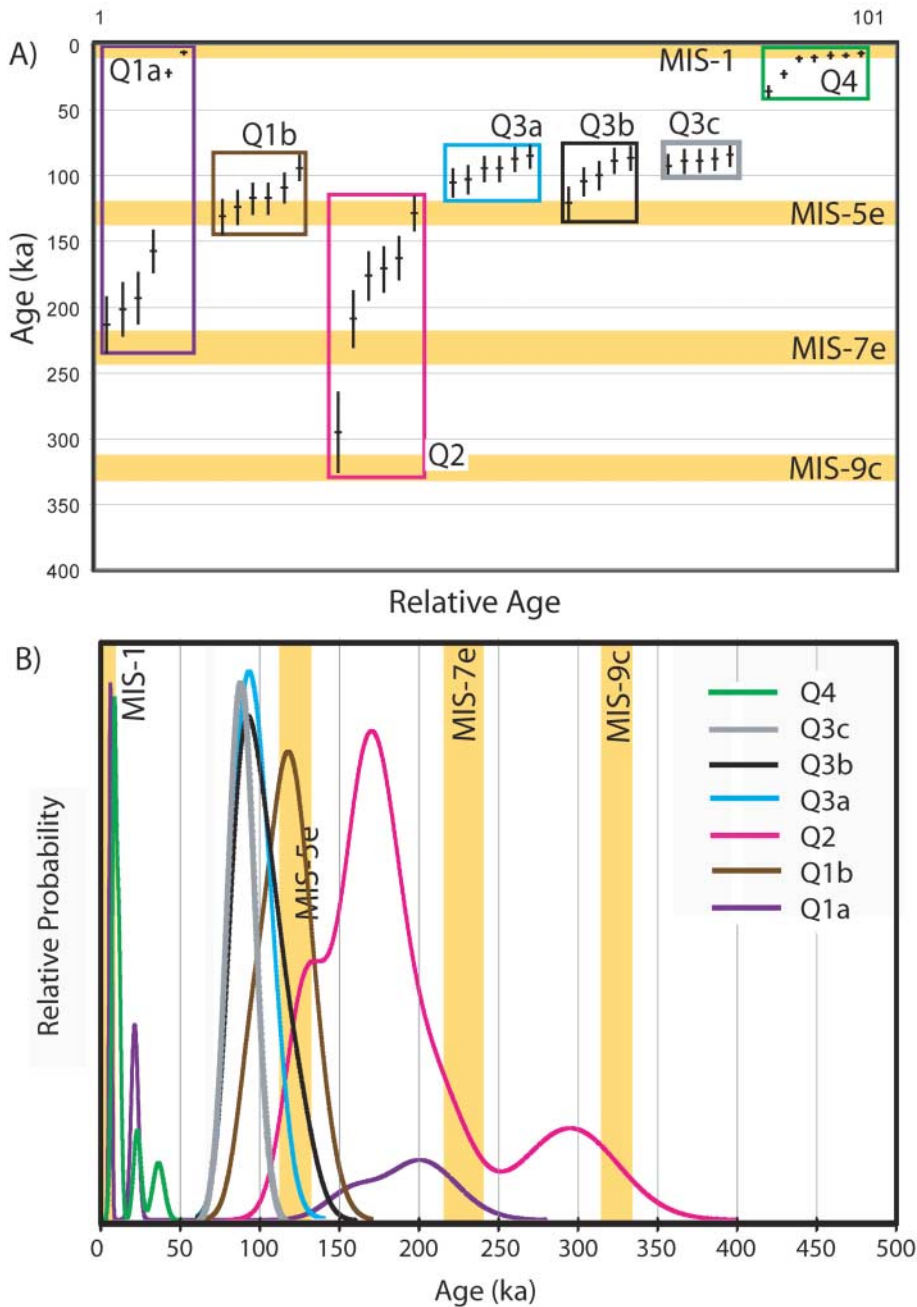 1 101
A)
0
50
100
150
200
250
300
350
400
Age (ka)
Q1a
Q1b
Q2
Q3a
Q3b
Q3c
Q4
MIS-1
MIS-5e
MIS-7e
MIS-9c
Relative Age
B)
MIS-1
MIS-5e
MIS-7e
MIS-9c
Q4
Q3c
Q3b
Q3a
Q2
Q1b
Q1a
Relative Probability
0 50 100 150 200 250 300 350 400 450 500
Age (ka)